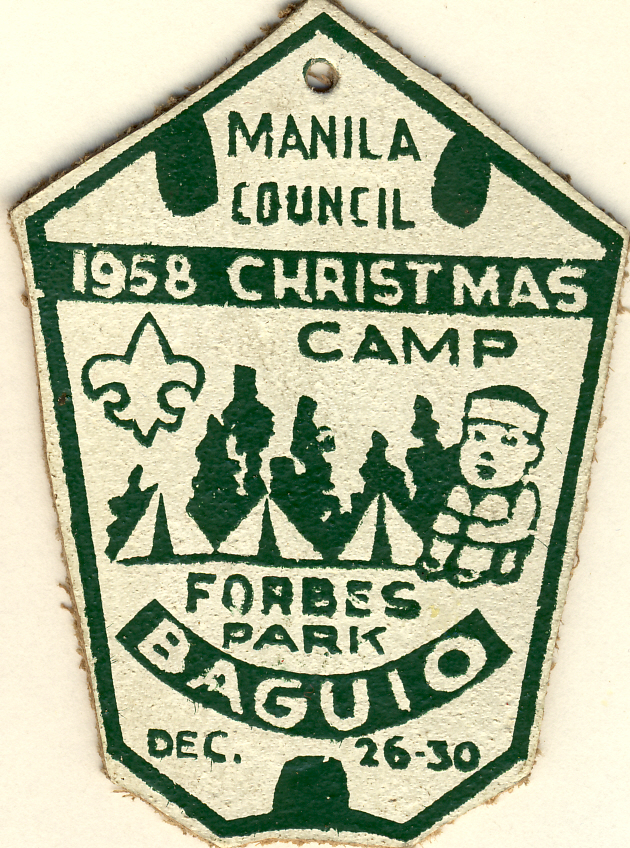 MANILA
COUNCIL
1958 CHRISTMAS
CAMP
FORBES
PARK
BAGUIO
DEC. 26-30